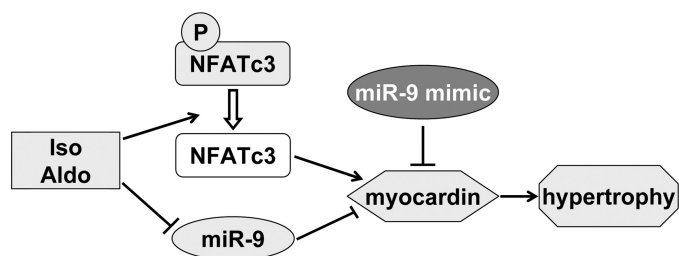 P
NFATc3
miR-9 mimic
Iso
Aldo
NFATc3
myocardin
hypertrophy
miR-9